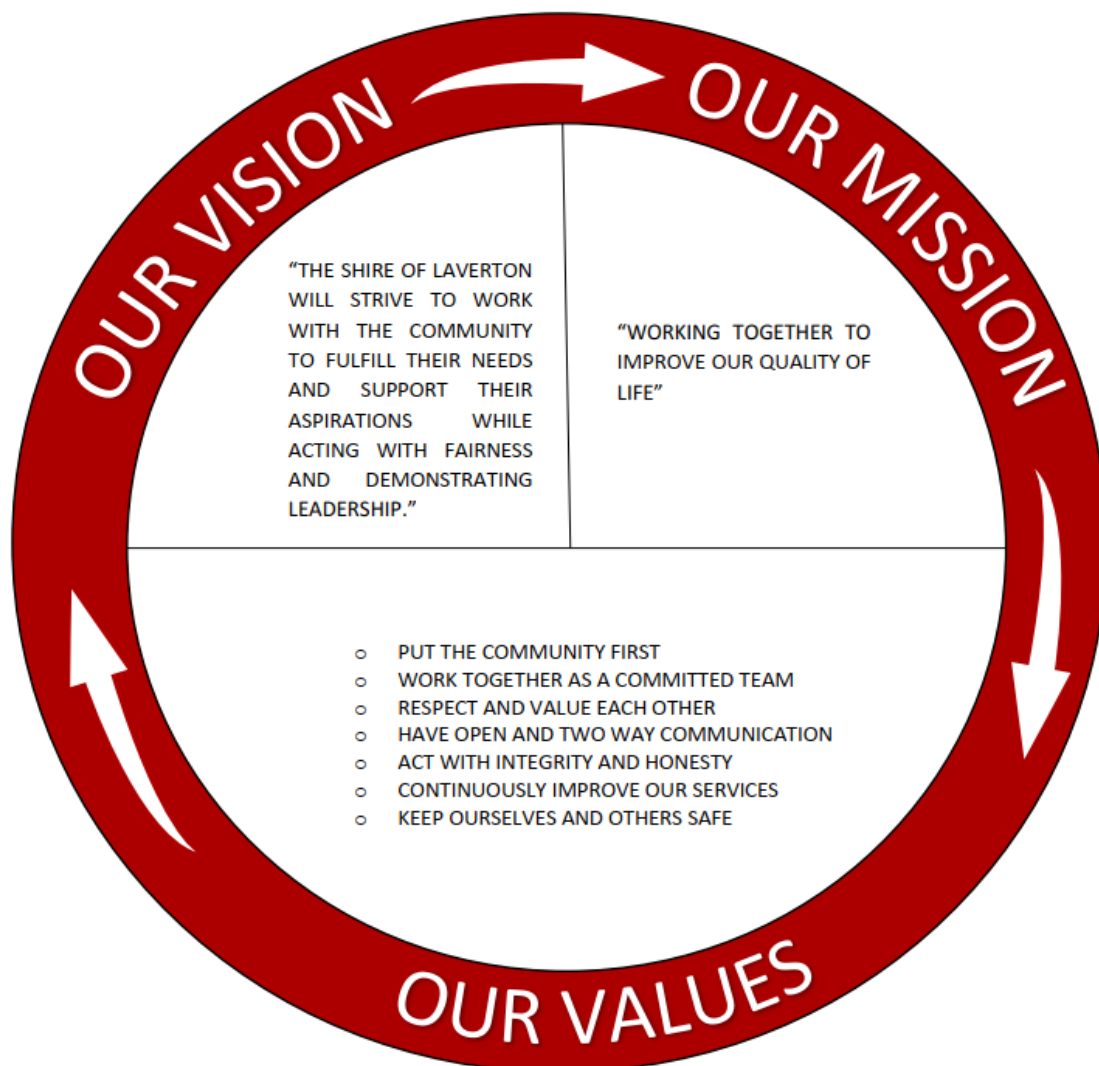 OUR VISION
“THE SHIRE OF LAVERTON
WILL STRIVE TO WORK
WITH THE COMMUNITY
TO FULFILL THEIR NEEDS
AND SUPPORT THEIR
ASPIRATIONS WHILE
ACTING WITH FAIRNESS
AND DEMONSTRATING
LEADERSHIP.”
OUR MISSION
“WORKING TOGETHER TO
IMPROVE OUR QUALITY OF
LIFE”
o PUT THE COMMUNITY FIRST
o WORK TOGETHER AS A COMMITTED TEAM
o RESPECT AND VALUE EACH OTHER
o HAVE OPEN AND TWO WAY COMMUNICATION
o ACT WITH INTEGRITY AND HONESTY
o CONTINUOUSLY IMPROVE OUR SERVICES
o KEEP OURSELVES AND OTHERS SAFE
OUR VALUES